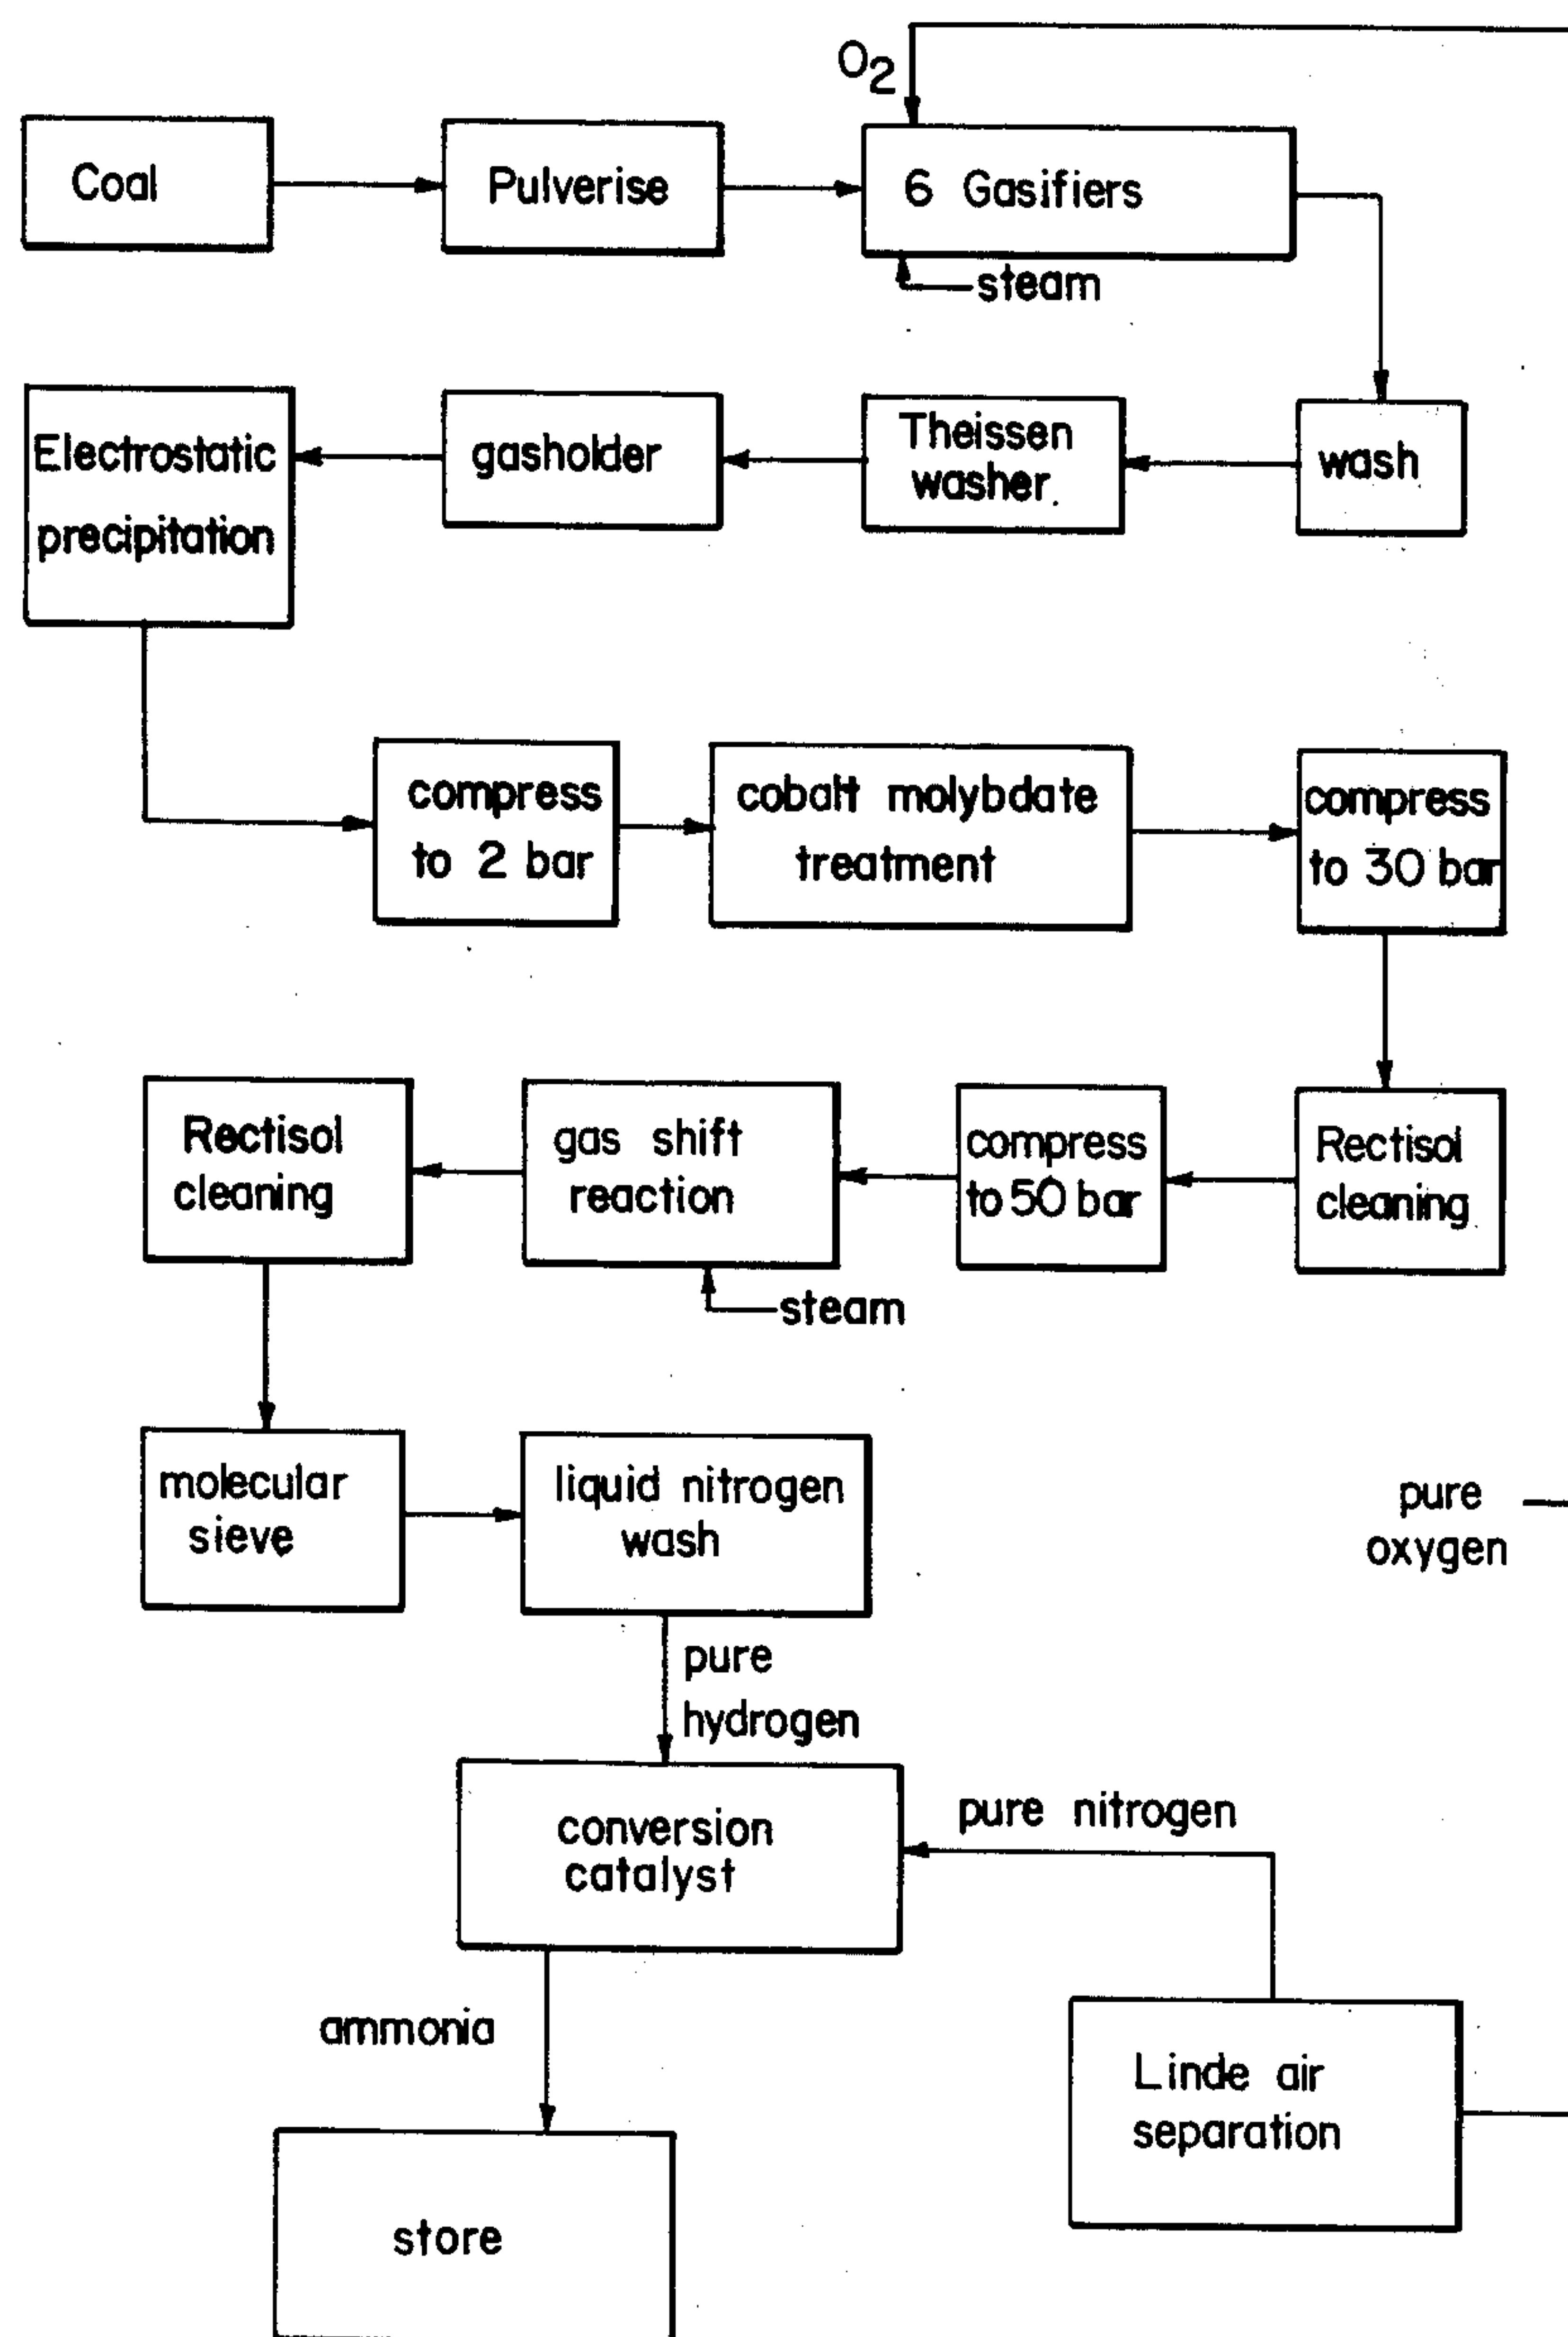 O2
Coal
Pulverise
6 Gasifiers
steam
Electrostatic
precipitation
gasholder
Theissen
washer.
wash
compress
to 2 bar
cobalt molybdate
treatment
compress
to 30 bar
Rectisol
cleaning
gas shift
reaction
compress
to 50 bar
Rectisol
cleaning
steam
molecular
sieve
liquid nitrogen
wash
pure
oxygen
pure
hydrogen
conversion
catalyst
pure nitrogen
ammonia
Linde air
separation
store